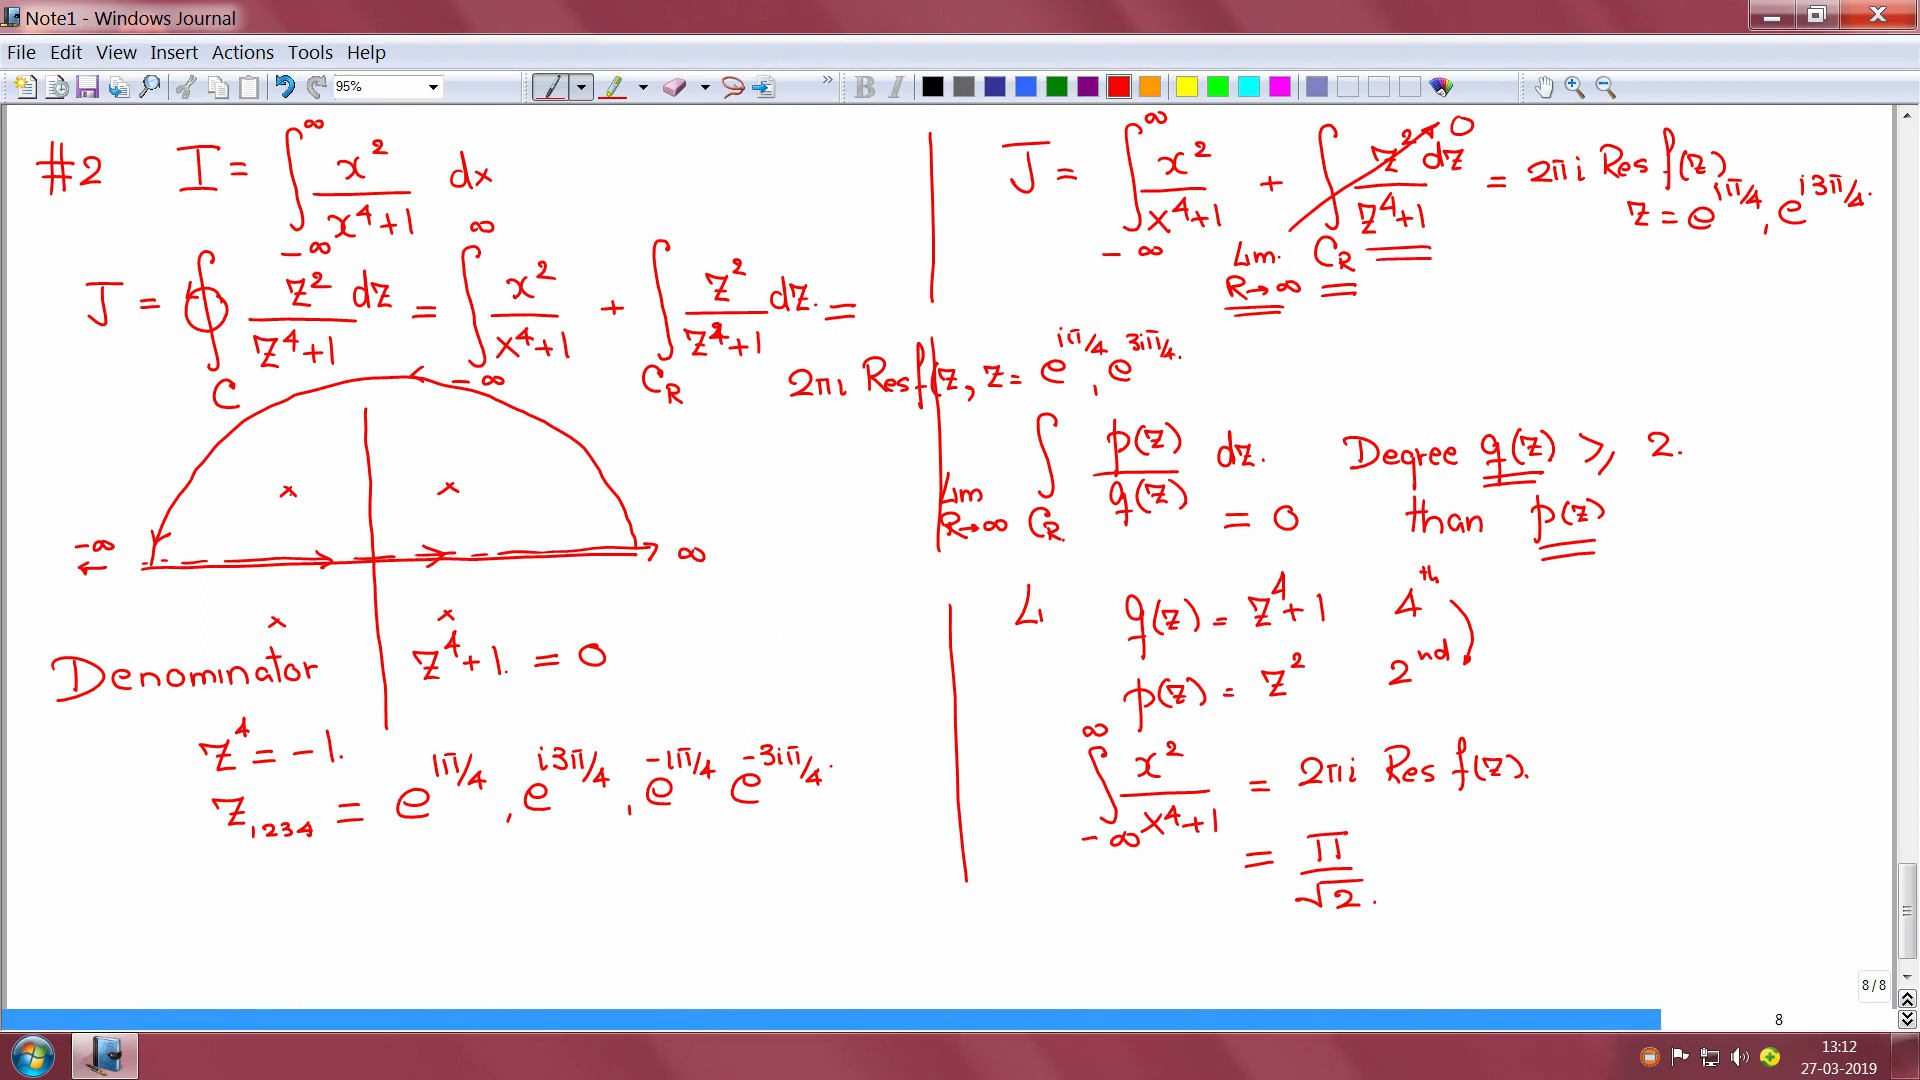 Note1 - Windows Journal
File Edit View Insert Actions Tools Help
95%
#2 I = ∫_{-∞}^{∞} x²/(x⁴+1) dx
J = ∮_C z²/(z⁴+1) dz = ∫_{-∞}^{∞} x²/(x⁴+1) + ∫_{C_R} z²/(z⁴+1) dz. =
2πi Res f(z, z = e^{iπ/4}, e^{3iπ/4}.
-∞ ∞
Denominator z⁴+1. = 0
z⁴ = -1.
z_{1234} = e^{iπ/4}, e^{i3π/4}, e^{-iπ/4} e^{-3iπ/4}.
J = ∫_{-∞}^{∞} x²/(x⁴+1) + Lim. R→∞ ∫_{C_R} z²/(z⁴+1) dz 0 = 2πi Res f(z)
z = e^{iπ/4}, e^{i3π/4}.
Lim R→∞ ∫_{C_R.} p(z)/q(z) dz. = 0
Degree q(z) ⩾ 2.
than p(z)
q(z) = z⁴+1 4th
p(z) = z² 2nd
∫_{-∞}^{∞} x²/(x⁴+1) = 2πi Res f(z).
= π/√2.
8 / 8
8
13:12
27-03-2019